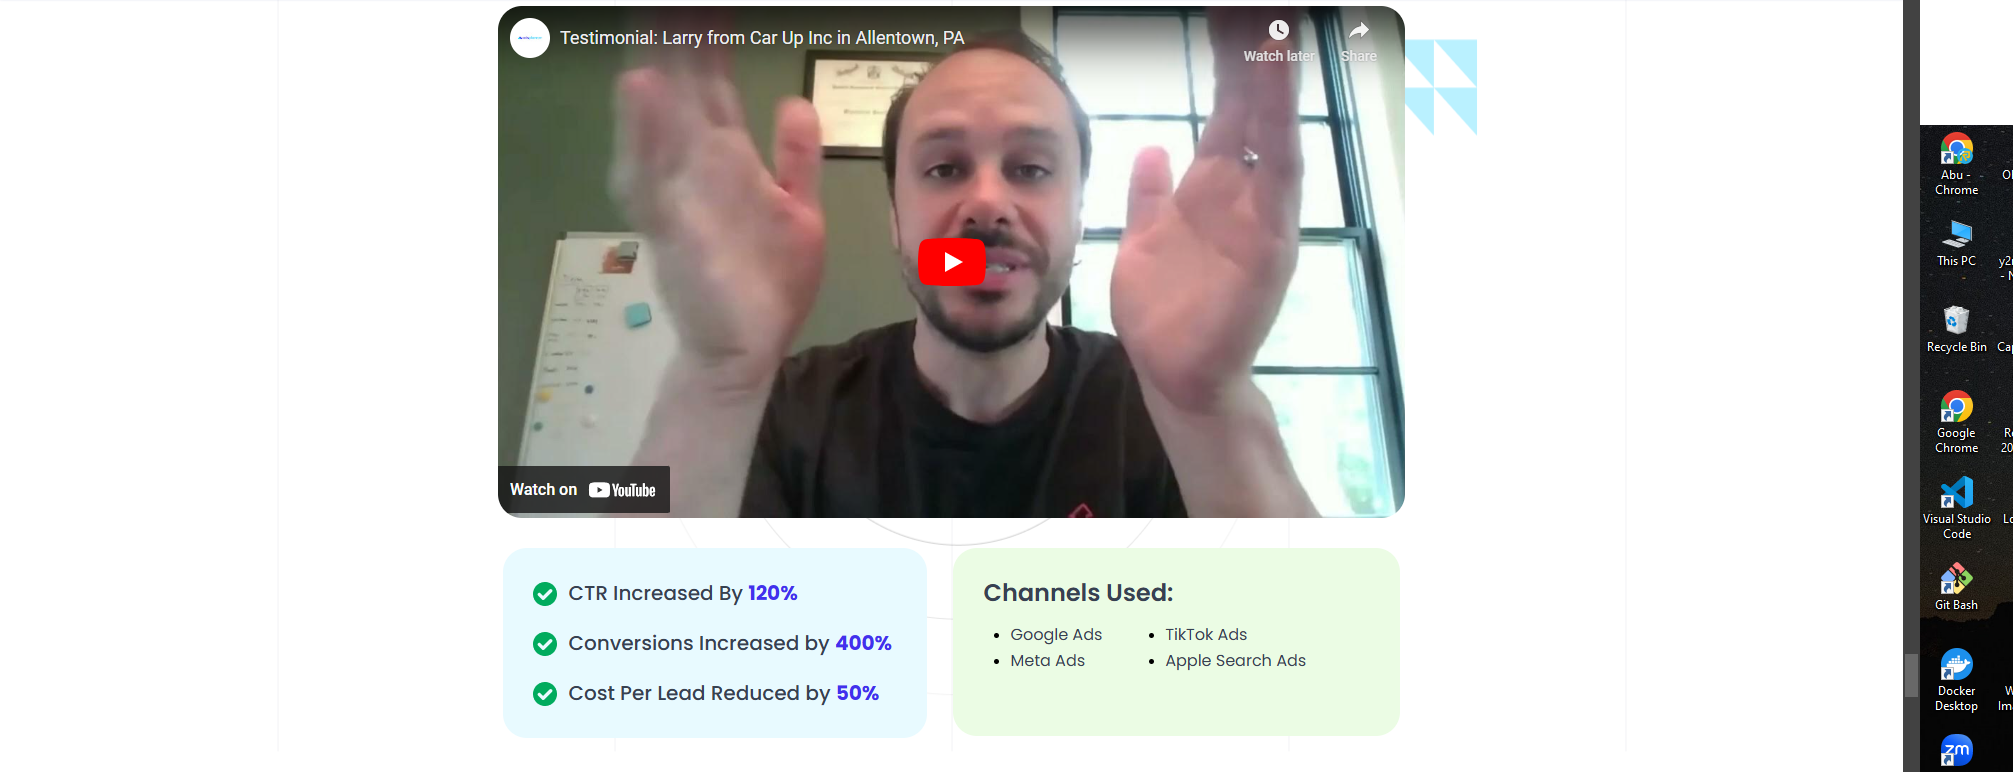 Testimonial: Larry from Car Up Inc in Allentown, PA
Watch later
Share
Watch on YouTube
CTR Increased By 120%
Conversions Increased by 400%
Cost Per Lead Reduced by 50%
Channels Used:
Google Ads
Meta Ads
TikTok Ads
Apple Search Ads
Abu -
Chrome
This PC
Recycle Bin
Google
Chrome
Visual Studio
Code
Git Bash
Docker
Desktop
zm